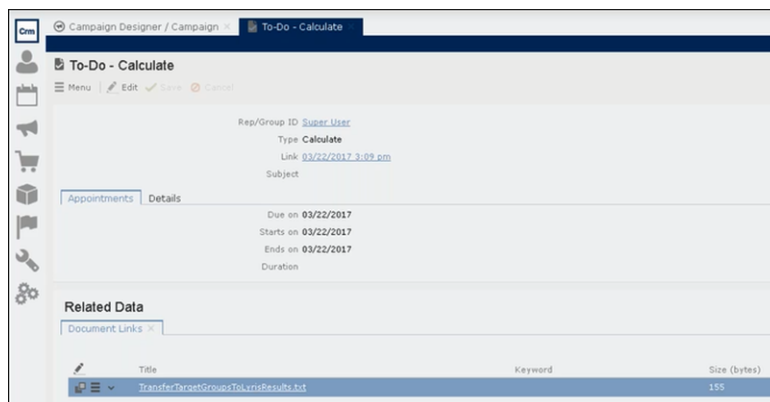 Crm
Campaign Designer / Campaign
To-Do - Calculate
To-Do - Calculate
Menu Edit Save Cancel
Rep/Group ID Super User
Type Calculate
Link 03/22/2017 3:09 pm
Subject
Appointments Details
Due on 03/22/2017
Starts on 03/22/2017
Ends on 03/22/2017
Duration
Related Data
Document Links
Title Keyword Size (bytes)
TransferTargetGroupsToLyrisResults.txt 155